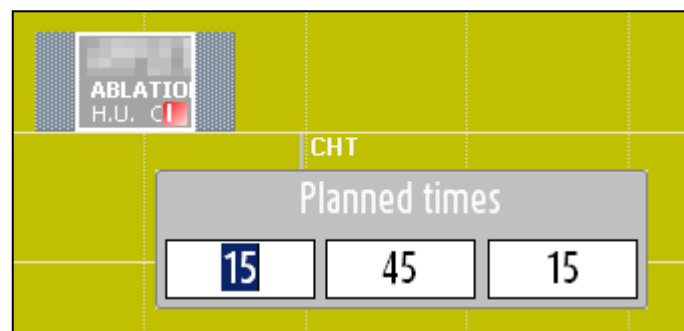 ABLATIO
H.U. C I
CHT
Planned times
15 45 15